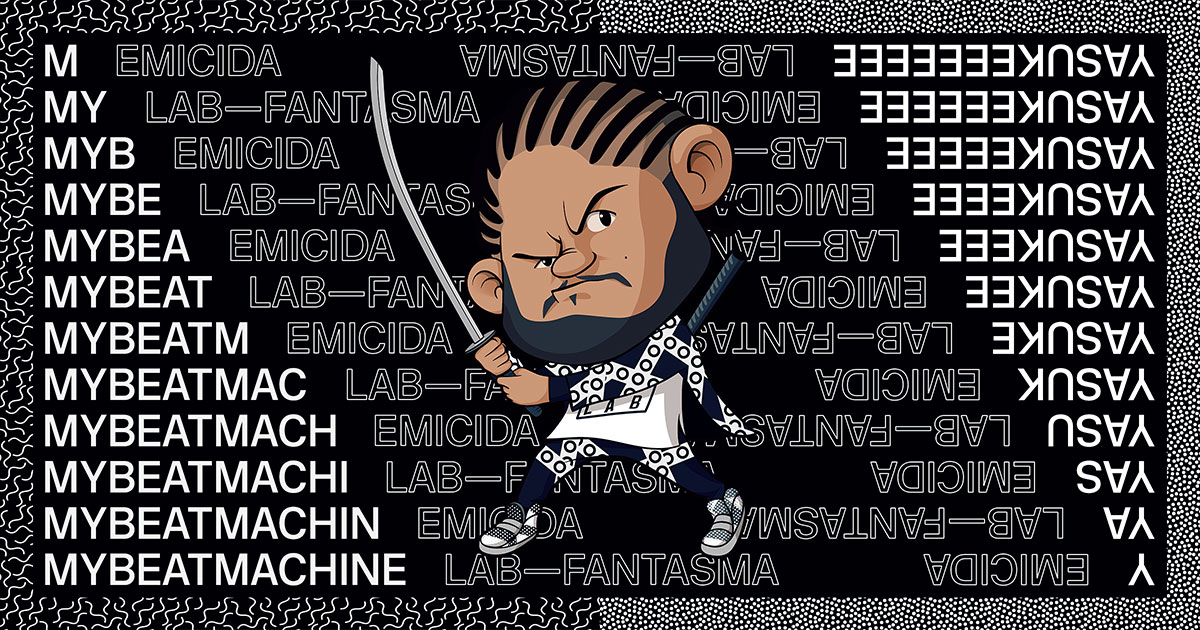 M EMICIDA LAB—FANTASMA YASUKEEEEEEE
MY LAB—FANTASMA EMICIDA YASUKEEEEEE
MYB EMICIDA LAB— YASUKEEEEE
MYBE LAB—FANTAS EMICIDA YASUKEEEE
MYBEA EMICIDA LAB—FAN YASUKEEE
MYBEAT LAB—FANT EMICIDA YASUKEE
MYBEATM EMICIDA LAB—FANTAS YASUKE
MYBEATMAC LAB—FA EMICIDA YASUK
LAB
MYBEATMACH EMICIDA LAB—FANTASMA YASU
MYBEATMACHI LAB—FANTASMA EMICIDA YAS
MYBEATMACHIN EMICIDA LAB—FANTASMA YA
MYBEATMACHINE LAB—FANTASMA EMICIDA Y